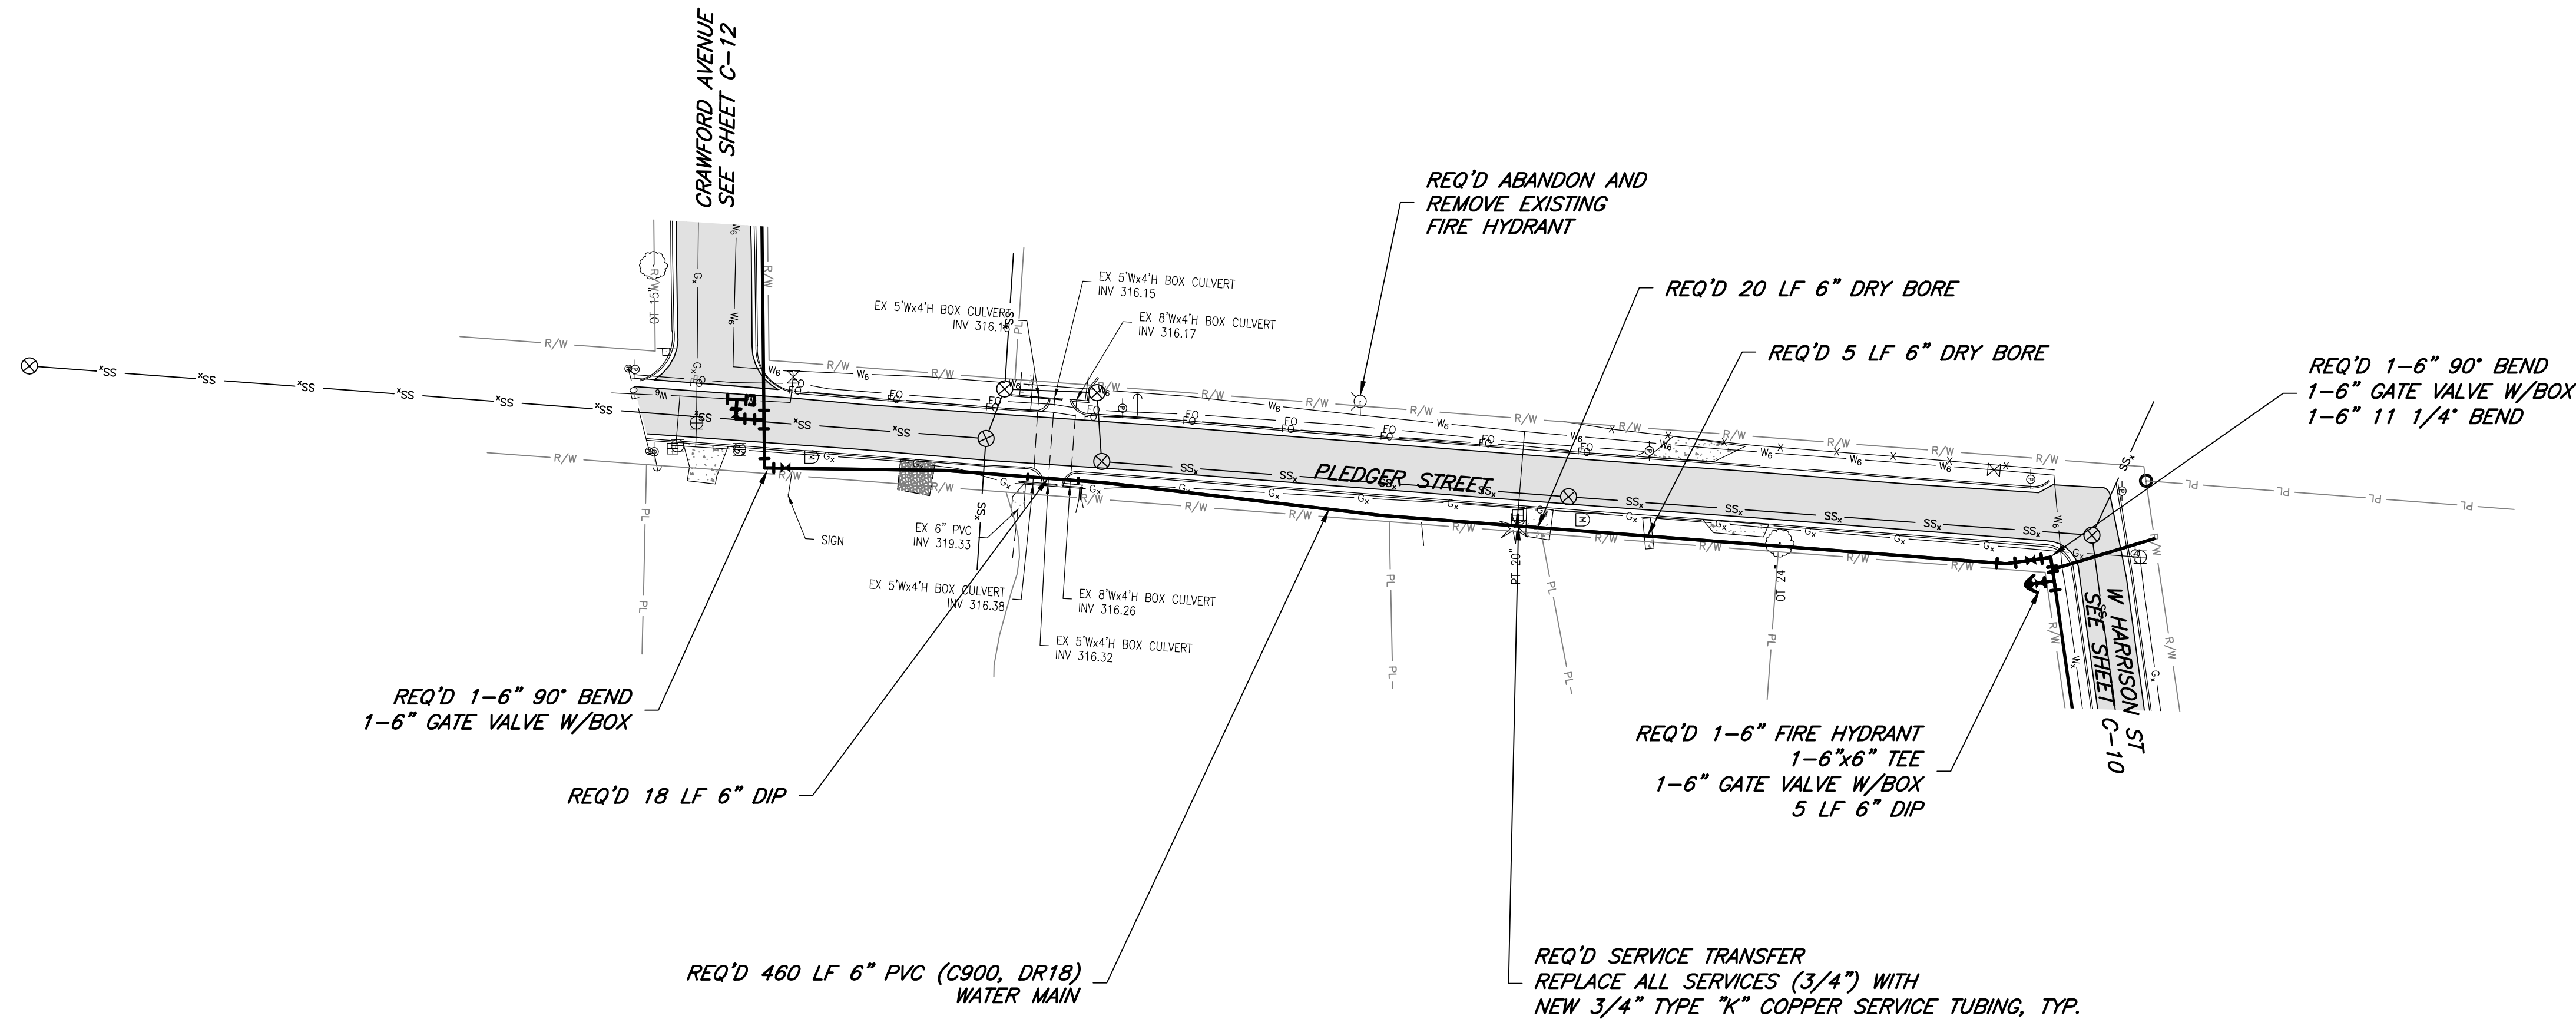 CRAWFORD AVENUE
SEE SHEET C-12
REQ'D ABANDON AND
REMOVE EXISTING
FIRE HYDRANT
REQ'D 20 LF 6" DRY BORE
REQ'D 5 LF 6" DRY BORE
REQ'D 1-6" 90° BEND
1-6" GATE VALVE W/BOX
1-6" 11 1/4° BEND
EX 5'Wx4'H BOX CULVERT
INV 316.15
EX 5'Wx4'H BOX CULVERT
EX 8'Wx4'H BOX CULVERT
INV 316.17
OT 15"
PLEDGER STREET
SIGN
EX 6" PVC
INV 319.33
EX 5'Wx4'H BOX CULVERT
INV 316.38
EX 8'Wx4'H BOX CULVERT
INV 316.26
EX 5'Wx4'H BOX CULVERT
INV 316.32
PT 20"
OT 24"
W HARRISON ST
SEE SHEET C-10
REQ'D 1-6" 90° BEND
1-6" GATE VALVE W/BOX
REQ'D 18 LF 6" DIP
REQ'D 1-6" FIRE HYDRANT
1-6"x6" TEE
1-6" GATE VALVE W/BOX
5 LF 6" DIP
REQ'D 460 LF 6" PVC (C900, DR18)
WATER MAIN
REQ'D SERVICE TRANSFER
REPLACE ALL SERVICES (3/4") WITH
NEW 3/4" TYPE "K" COPPER SERVICE TUBING, TYP.